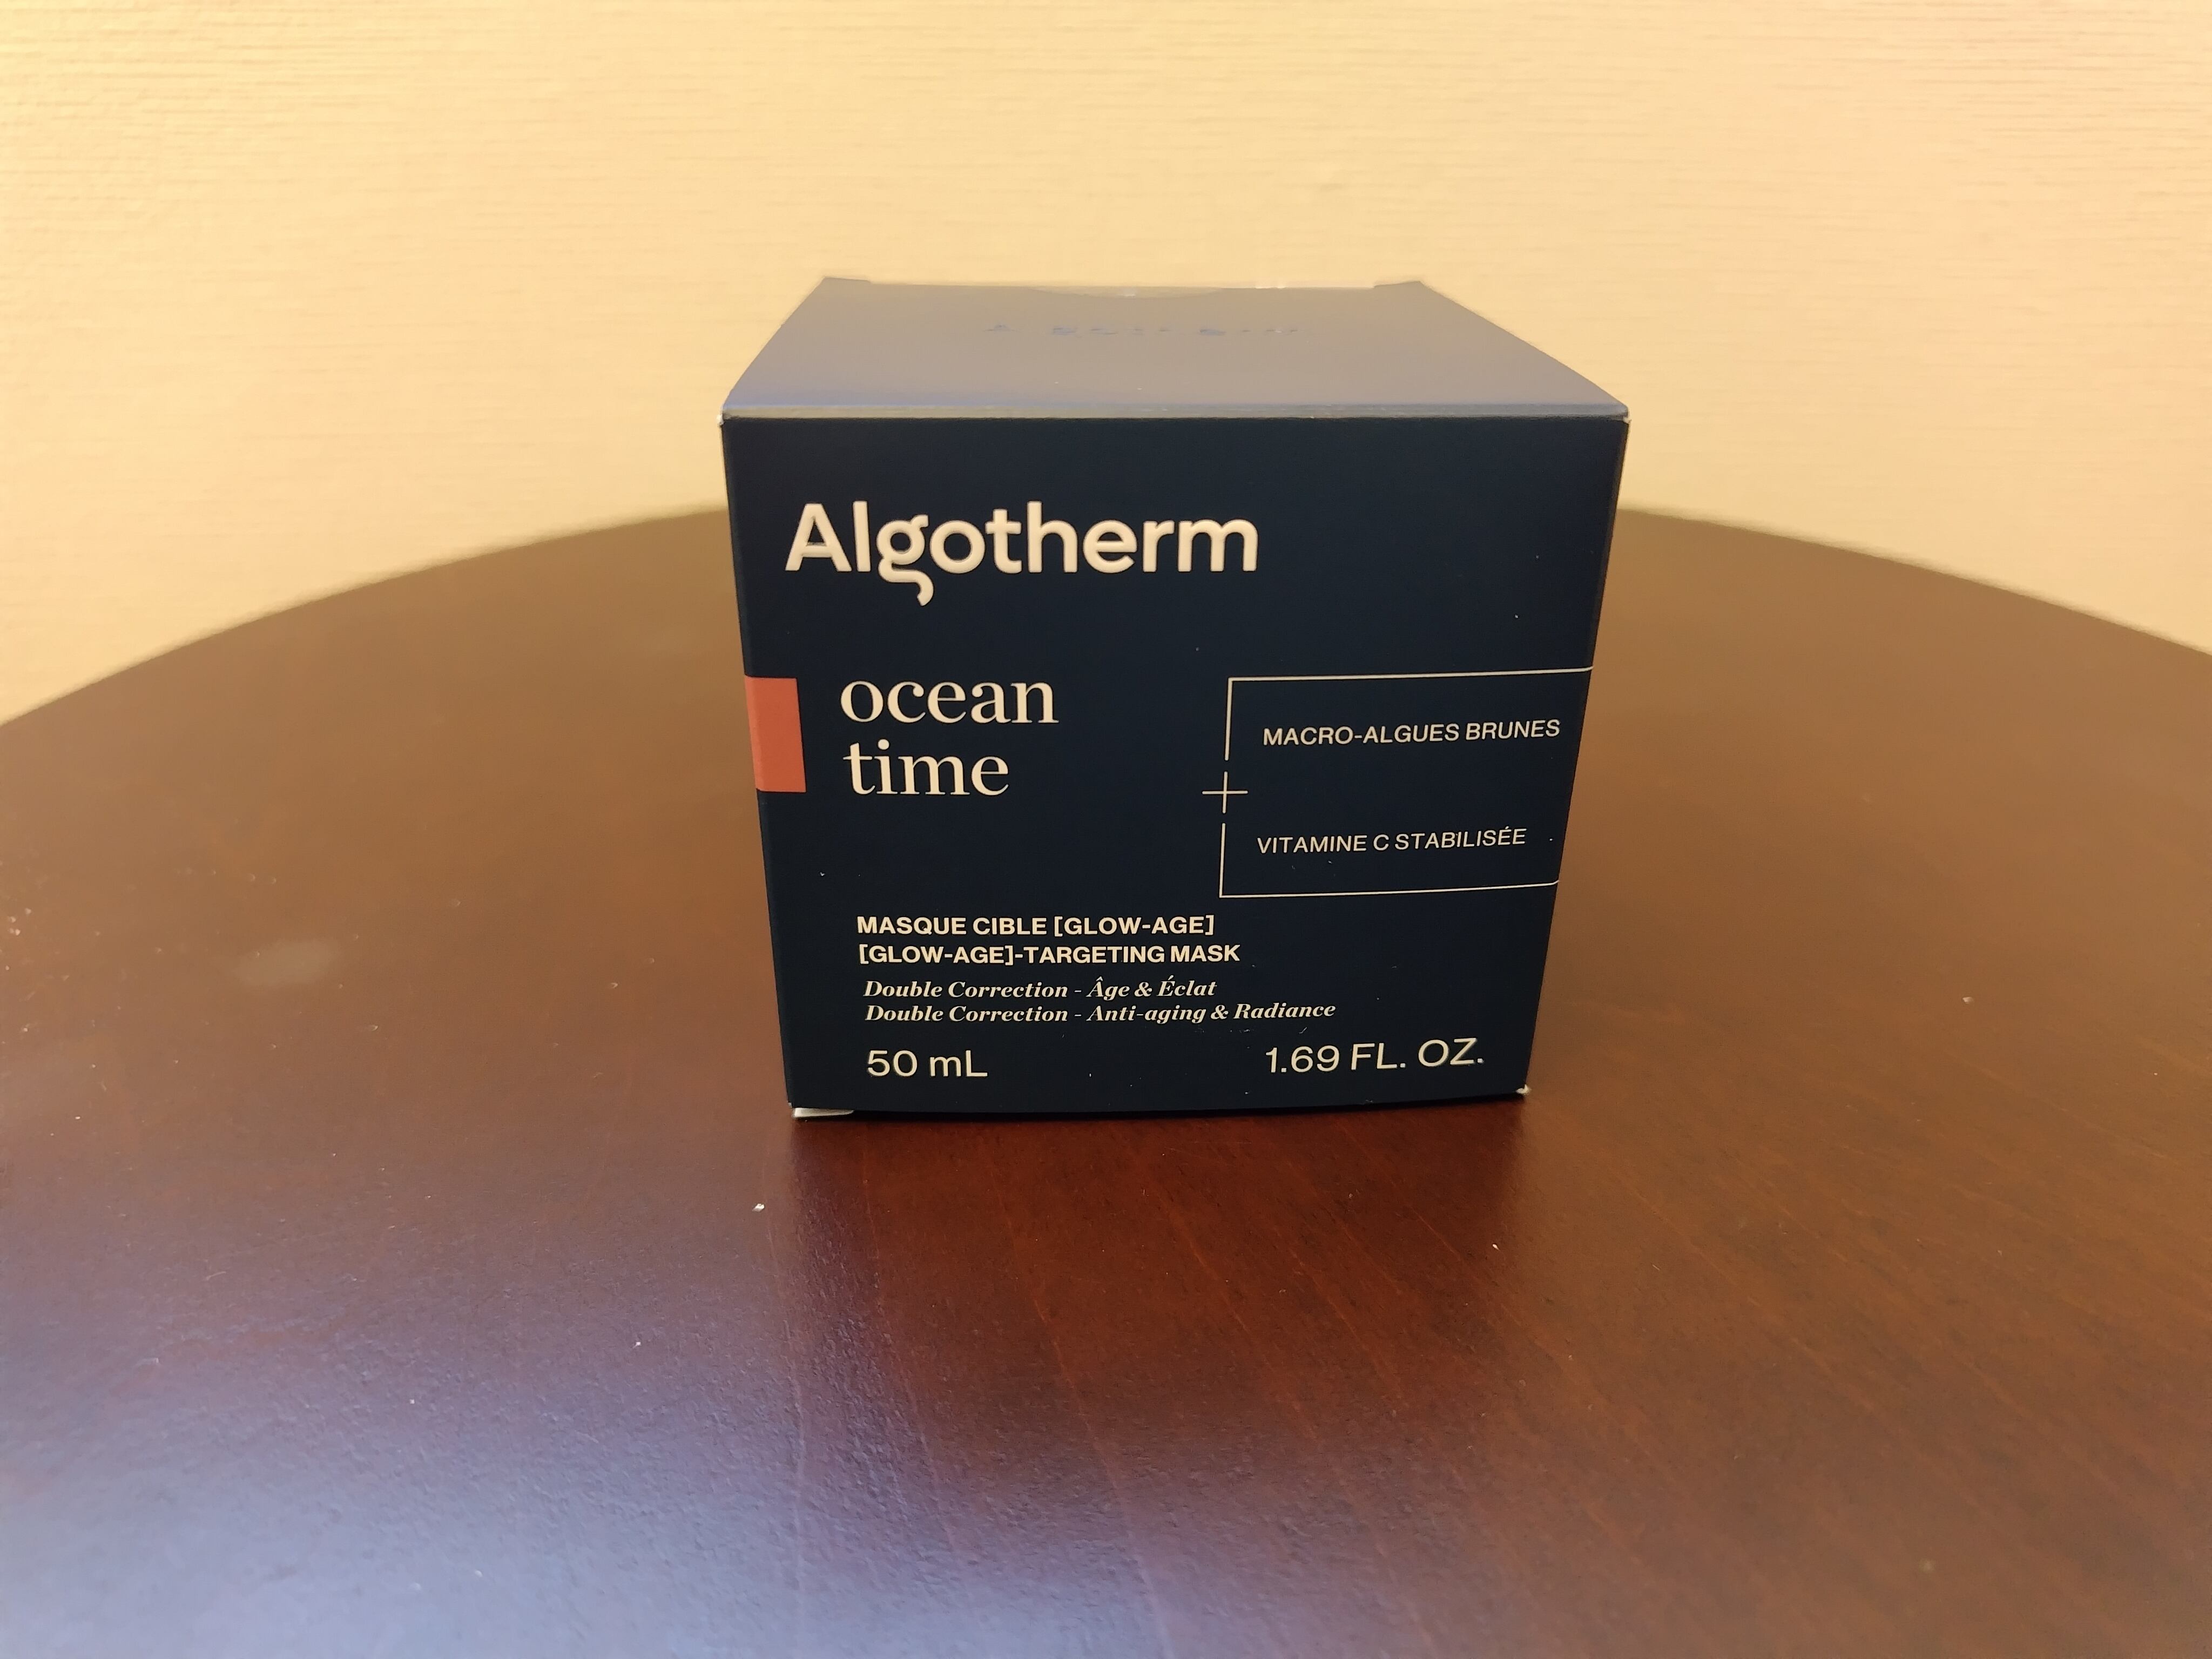 Algotherm
ocean
time
MACRO-ALGUES BRUNES
+
VITAMINE C STABILISÉE
MASQUE CIBLE [GLOW-AGE]
[GLOW-AGE]-TARGETING MASK
Double Correction - Âge & Éclat
Double Correction - Anti-aging & Radiance
50 mL 1.69 FL. OZ.